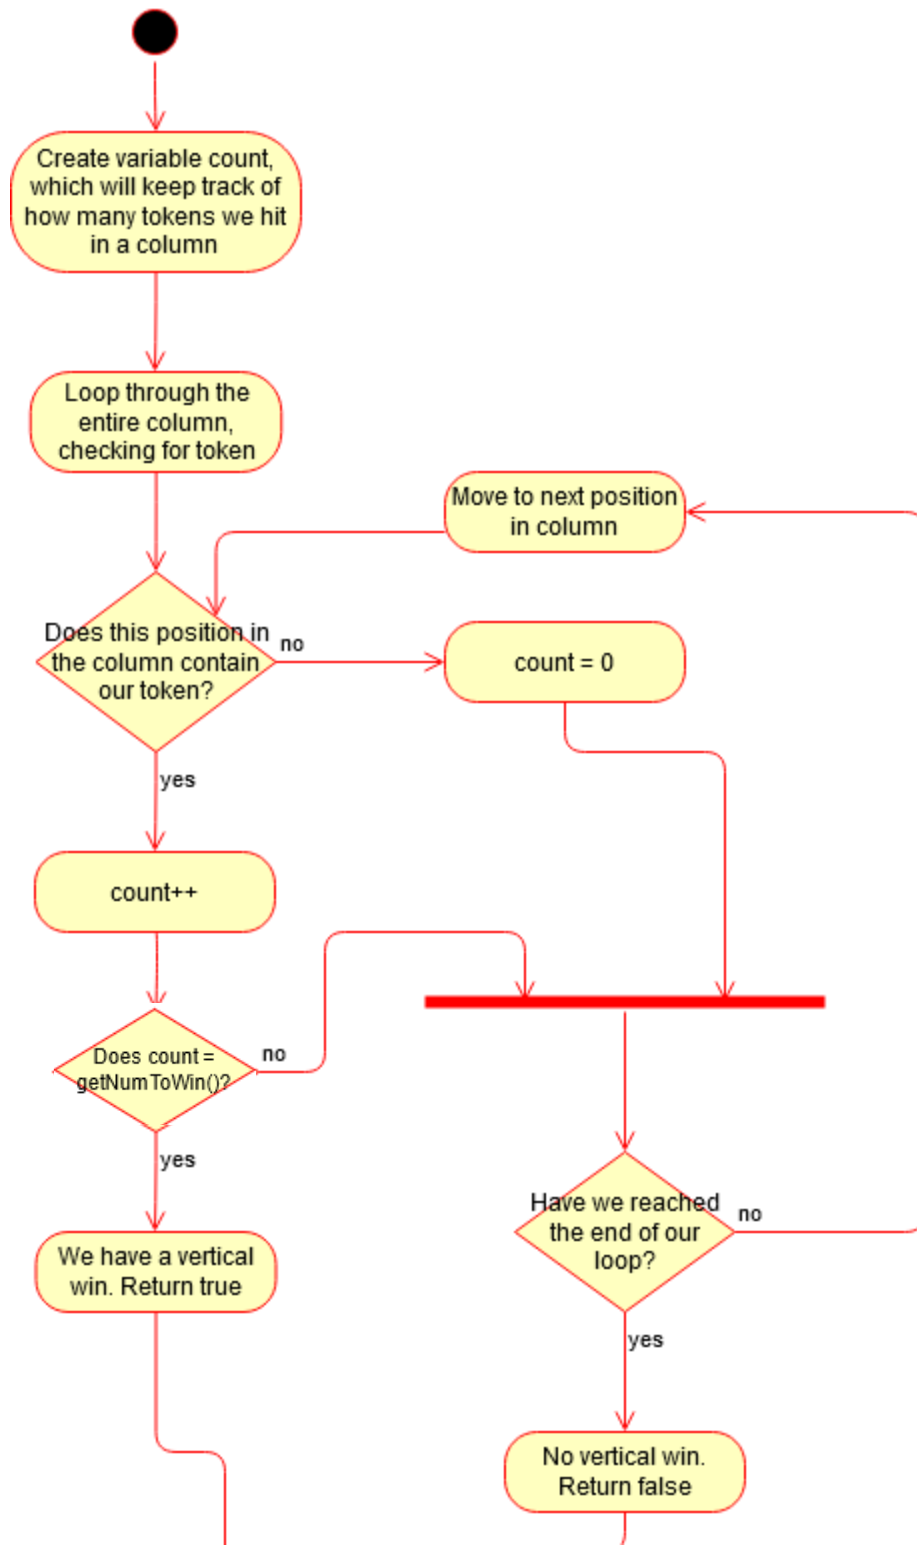 Create variable count,
which will keep track of
how many tokens we hit
in a column
Loop through the
entire column,
checking for token
Move to next position
in column
Does this position in
the column contain
our token?
no
count = 0
yes
count++
Does count =
getNumToWin()?
no
yes
We have a vertical
win. Return true
Have we reached
the end of our
loop?
no
yes
No vertical win.
Return false